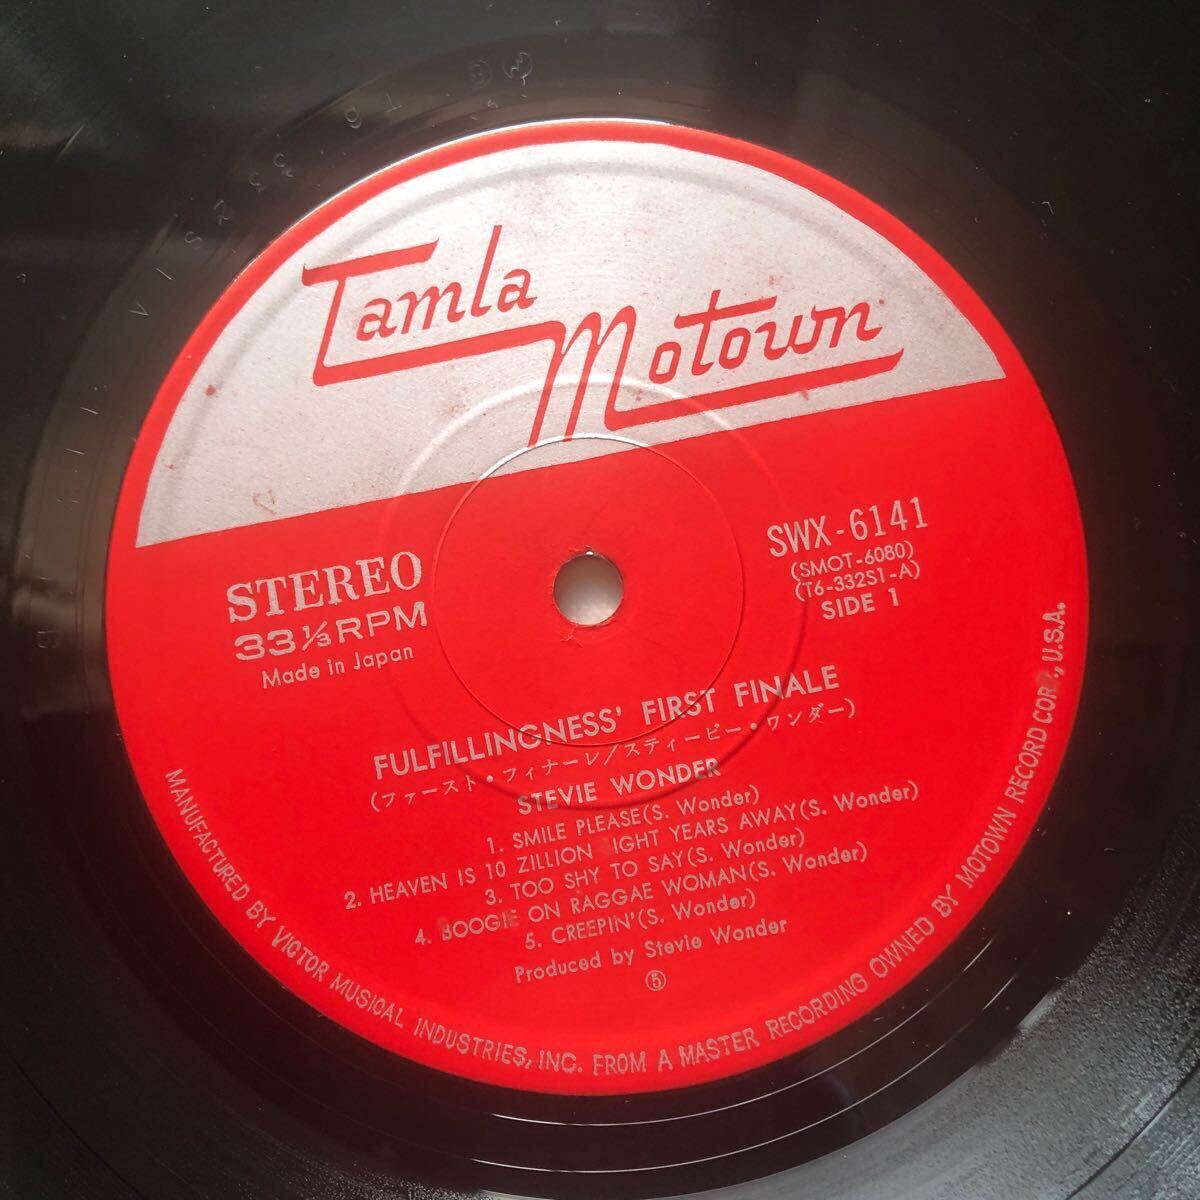 Tamla
Motown
STEREO
33⅓ RPM
Made in Japan
SWX-6141
(SMOT-6080)
(T6-332S1-A)
SIDE 1
FULFILLINGNESS' FIRST FINALE
(ファースト・フィナーレ/スティービー・ワンダー)
STEVIE WONDER
1. SMILE PLEASE(S. Wonder)
2. HEAVEN IS 10 ZILLION LIGHT YEARS AWAY(S. Wonder)
3. TOO SHY TO SAY(S. Wonder)
4. BOOGIE ON RAGGAE WOMAN(S. Wonder)
5. CREEPIN'(S. Wonder)
Produced by Stevie Wonder
⑤
MANUFACTURED BY VICTOR MUSICAL INDUSTRIES, INC. FROM A MASTER RECORDING OWNED BY MOTOWN RECORD CORP., U.S.A.